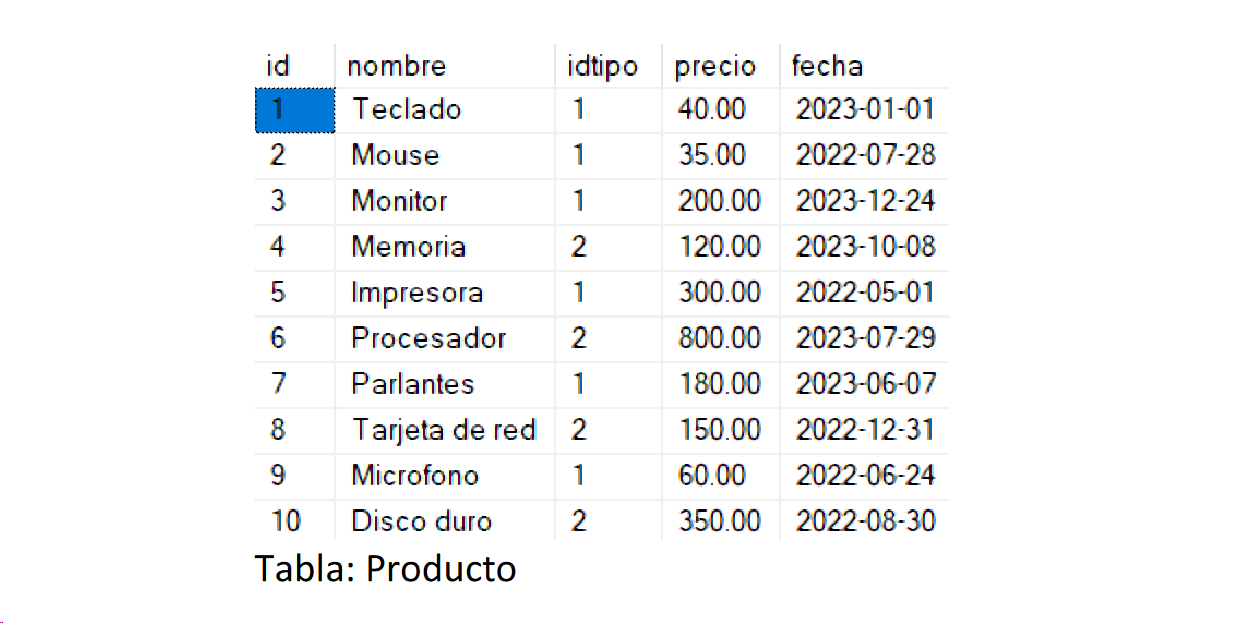 id nombre idtipo precio fecha
1 Teclado 1 40.00 2023-01-01
2 Mouse 1 35.00 2022-07-28
3 Monitor 1 200.00 2023-12-24
4 Memoria 2 120.00 2023-10-08
5 Impresora 1 300.00 2022-05-01
6 Procesador 2 800.00 2023-07-29
7 Parlantes 1 180.00 2023-06-07
8 Tarjeta de red 2 150.00 2022-12-31
9 Microfono 1 60.00 2022-06-24
10 Disco duro 2 350.00 2022-08-30
Tabla: Producto